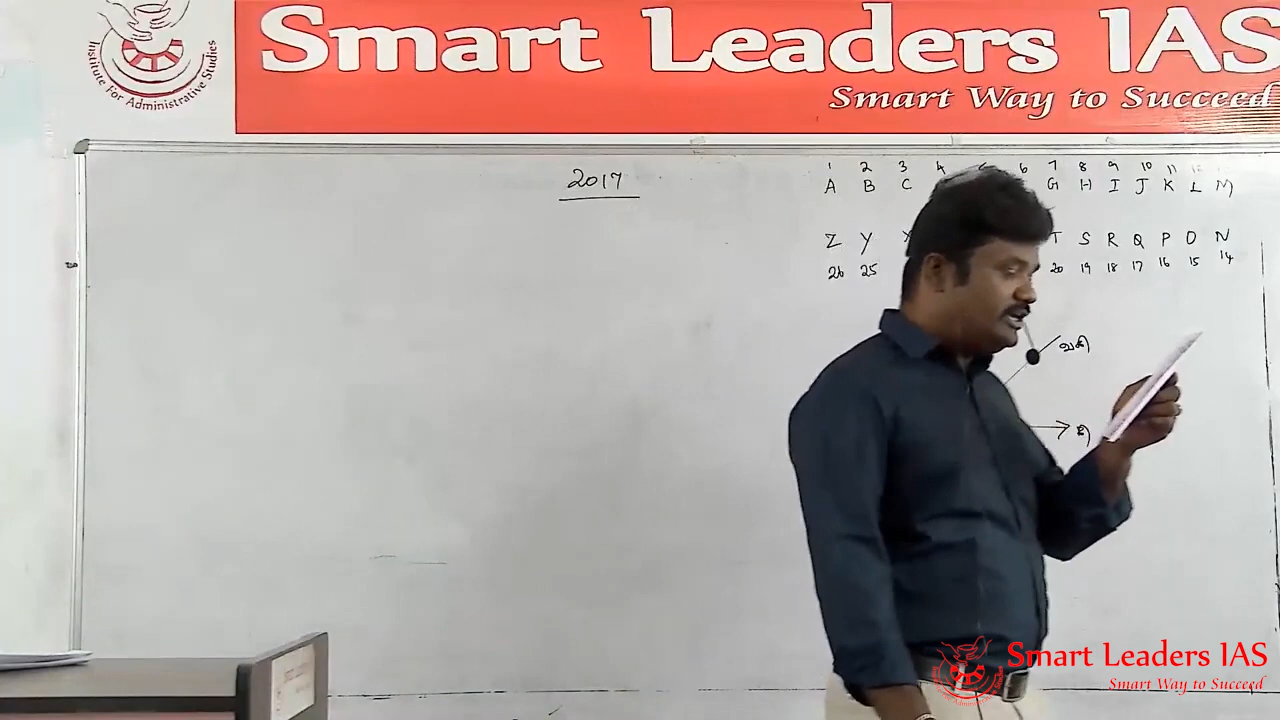 Smart Leaders IAS
Smart Way to Succeed
Institute For Administrative Studies
2017
1 2 3 4 6 7 8 9 10 11
A B C G H I J K L M
Z Y T S R Q P O N
26 25 20 19 18 17 16 15 14
Smart Leaders IAS
Smart Way to Succeed